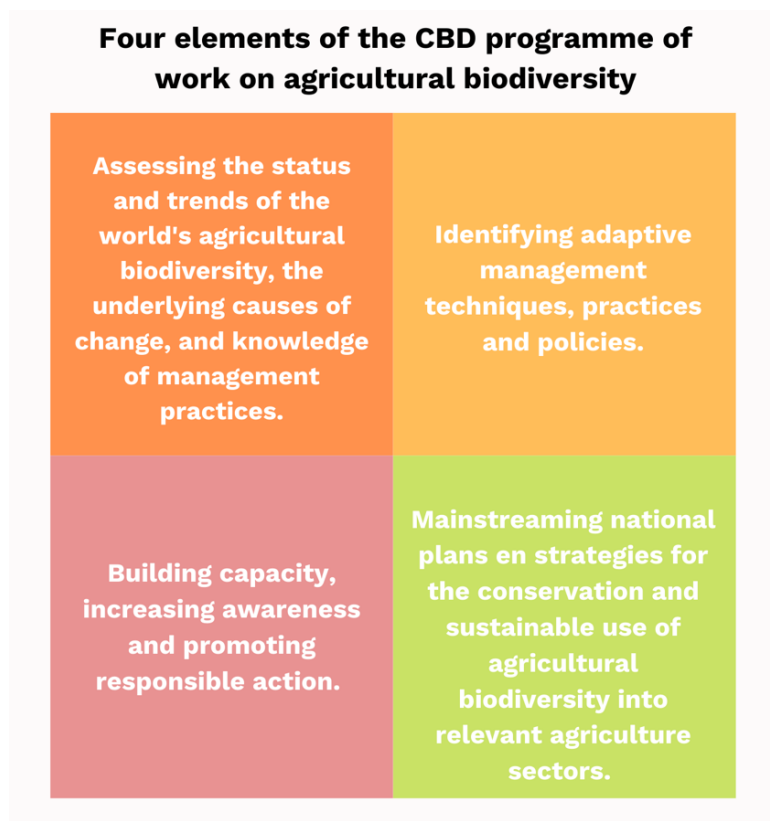 Four elements of the CBD programme of
work on agricultural biodiversity
Assessing the status
and trends of the
world's agricultural
biodiversity, the
underlying causes of
change, and knowledge
of management
practices.
Identifying adaptive
management
techniques, practices
and policies.
Building capacity,
increasing awareness
and promoting
responsible action.
Mainstreaming national
plans en strategies for
the conservation and
sustainable use of
agricultural
biodiversity into
relevant agriculture
sectors.